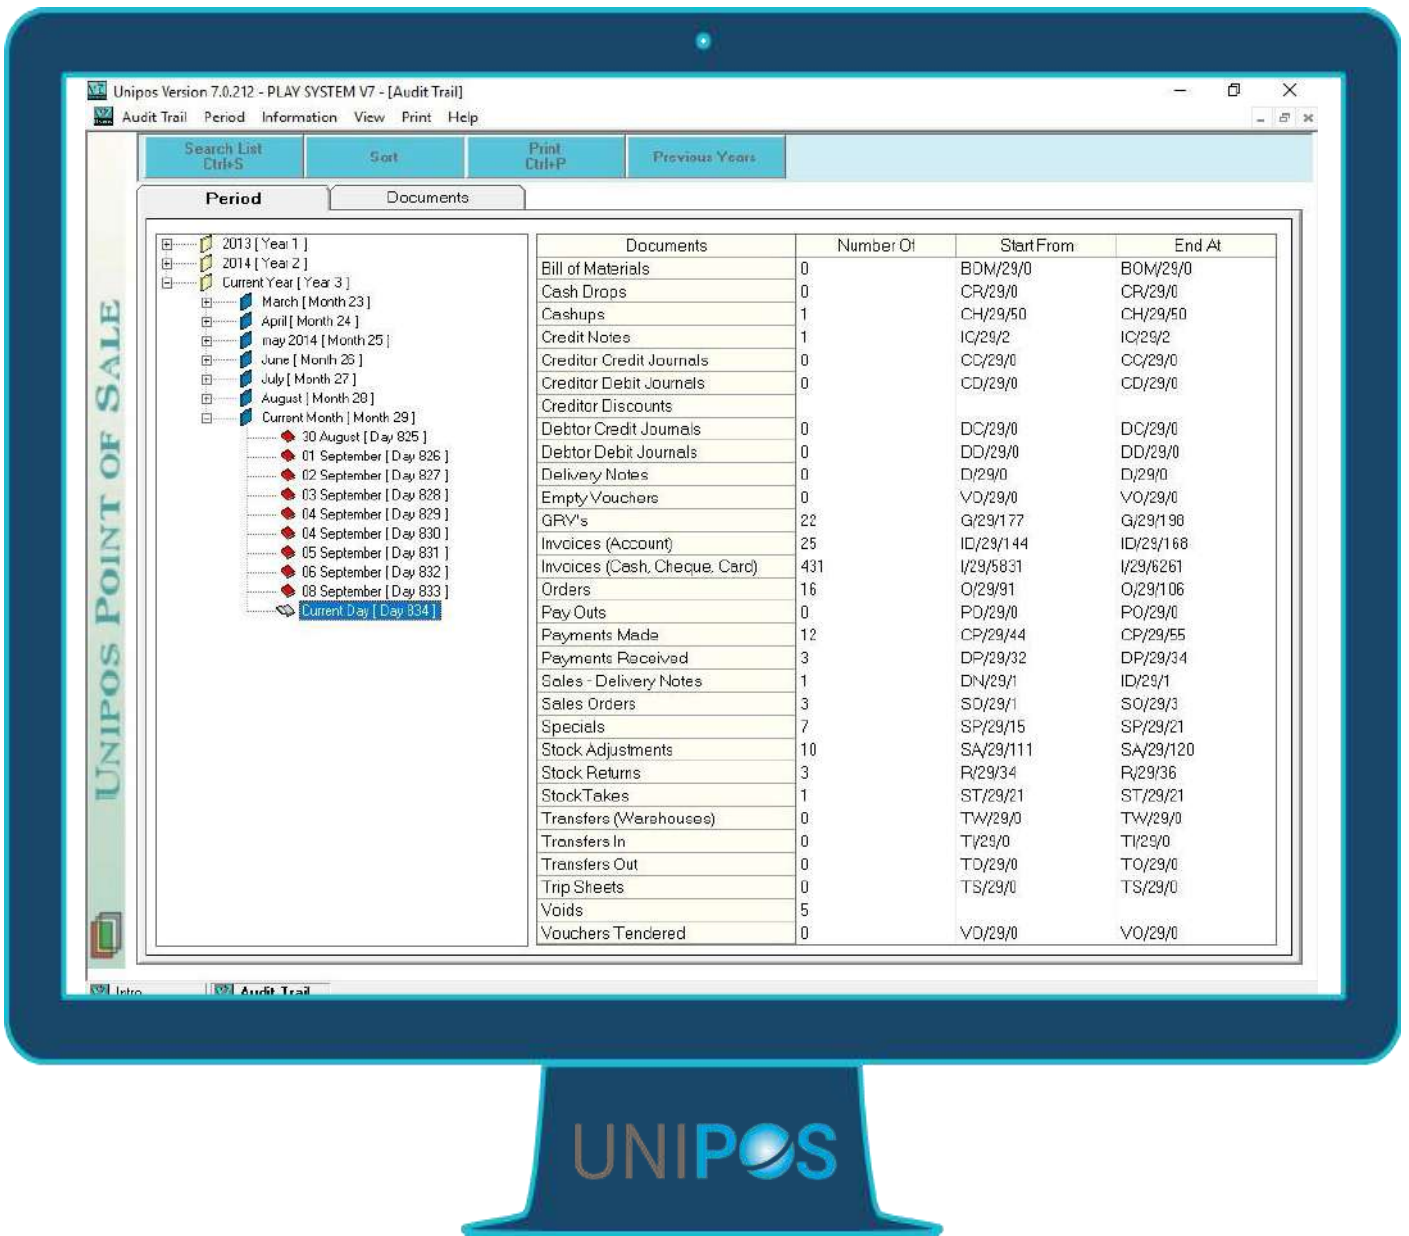 Unipos Version 7.0.212 - PLAY SYSTEM V7 - [Audit Trail]
Audit Trail Period Information View Print Help
Search List Ctrl+S
Sort
Print Ctrl+P
Previous Years
Period
Documents
UNIPOS POINT OF SALE
2013 [ Year 1 ]
2014 [ Year 2 ]
Current Year [ Year 3 ]
March [ Month 23 ]
April [ Month 24 ]
may 2014 [ Month 25 ]
June [ Month 26 ]
July [ Month 27 ]
August [ Month 28 ]
Current Month [ Month 29 ]
30 August [ Day 825 ]
01 September [ Day 826 ]
02 September [ Day 827 ]
03 September [ Day 828 ]
04 September [ Day 829 ]
04 September [ Day 830 ]
05 September [ Day 831 ]
06 September [ Day 832 ]
08 September [ Day 833 ]
Current Day [ Day 834 ]
Documents Number Of Start From End At
Bill of Materials 0 BOM/29/0 BOM/29/0
Cash Drops 0 CR/29/0 CR/29/0
Cashups 1 CH/29/50 CH/29/50
Credit Notes 1 IC/29/2 IC/29/2
Creditor Credit Journals 0 CC/29/0 CC/29/0
Creditor Debit Journals 0 CD/29/0 CD/29/0
Creditor Discounts
Debtor Credit Journals 0 DC/29/0 DC/29/0
Debtor Debit Journals 0 DD/29/0 DD/29/0
Delivery Notes 0 D/29/0 D/29/0
Empty Vouchers 0 VO/29/0 VO/29/0
GRV's 22 G/29/177 G/29/198
Invoices (Account) 25 ID/29/144 ID/29/168
Invoices (Cash, Cheque, Card) 431 I/29/5831 I/29/6261
Orders 16 O/29/91 O/29/106
Pay Outs 0 PO/29/0 PO/29/0
Payments Made 12 CP/29/44 CP/29/55
Payments Received 3 DP/29/32 DP/29/34
Sales - Delivery Notes 1 DN/29/1 ID/29/1
Sales Orders 3 SO/29/1 SO/29/3
Specials 7 SP/29/15 SP/29/21
Stock Adjustments 10 SA/29/111 SA/29/120
Stock Returns 3 R/29/34 R/29/36
Stock Takes 1 ST/29/21 ST/29/21
Transfers (Warehouses) 0 TW/29/0 TW/29/0
Transfers In 0 TI/29/0 TI/29/0
Transfers Out 0 TO/29/0 TO/29/0
Trip Sheets 0 TS/29/0 TS/29/0
Voids 5
Vouchers Tendered 0 VO/29/0 VO/29/0
Intro Audit Trail
UNIPOS